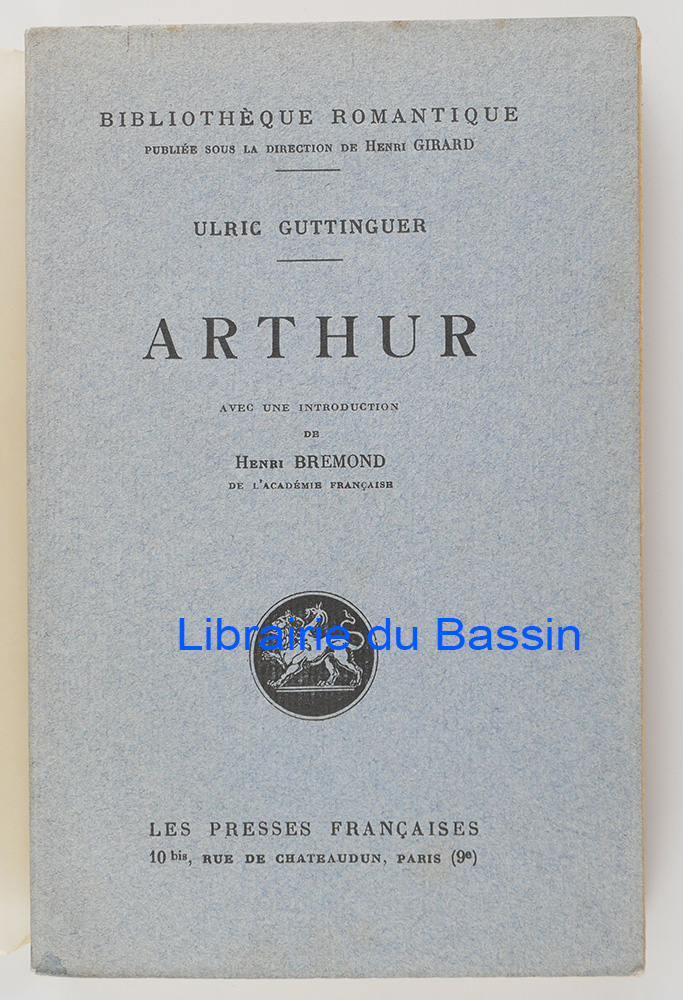 BIBLIOTHÈQUE ROMANTIQUE
PUBLIÉE SOUS LA DIRECTION DE HENRI GIRARD
ULRIC GUTTINGUER
ARTHUR
AVEC UNE INTRODUCTION
DE
HENRI BREMOND
DE L'ACADÉMIE FRANÇAISE
Librairie du Bassin
LES PRESSES FRANÇAISES
10 bis, RUE DE CHATEAUDUN, PARIS (9e)